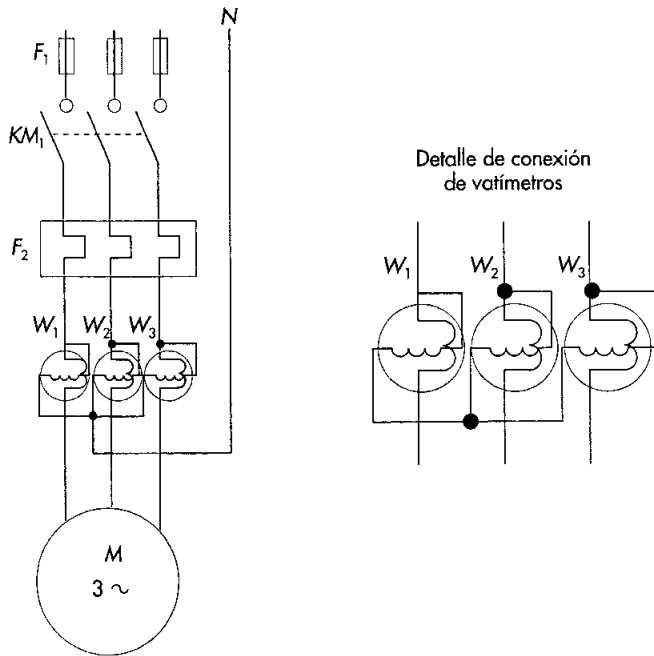 N
F₁
KM₁
F₂
W₁ W₂ W₃
M
3 ~
Detalle de conexión
de vatímetros
W₁ W₂ W₃